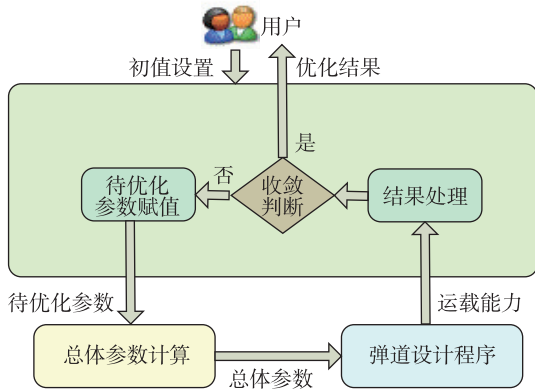 用户
初值设置
优化结果
是
否
待优化
参数赋值
收敛
判断
结果处理
待优化参数
运载能力
总体参数计算
总体参数
弹道设计程序